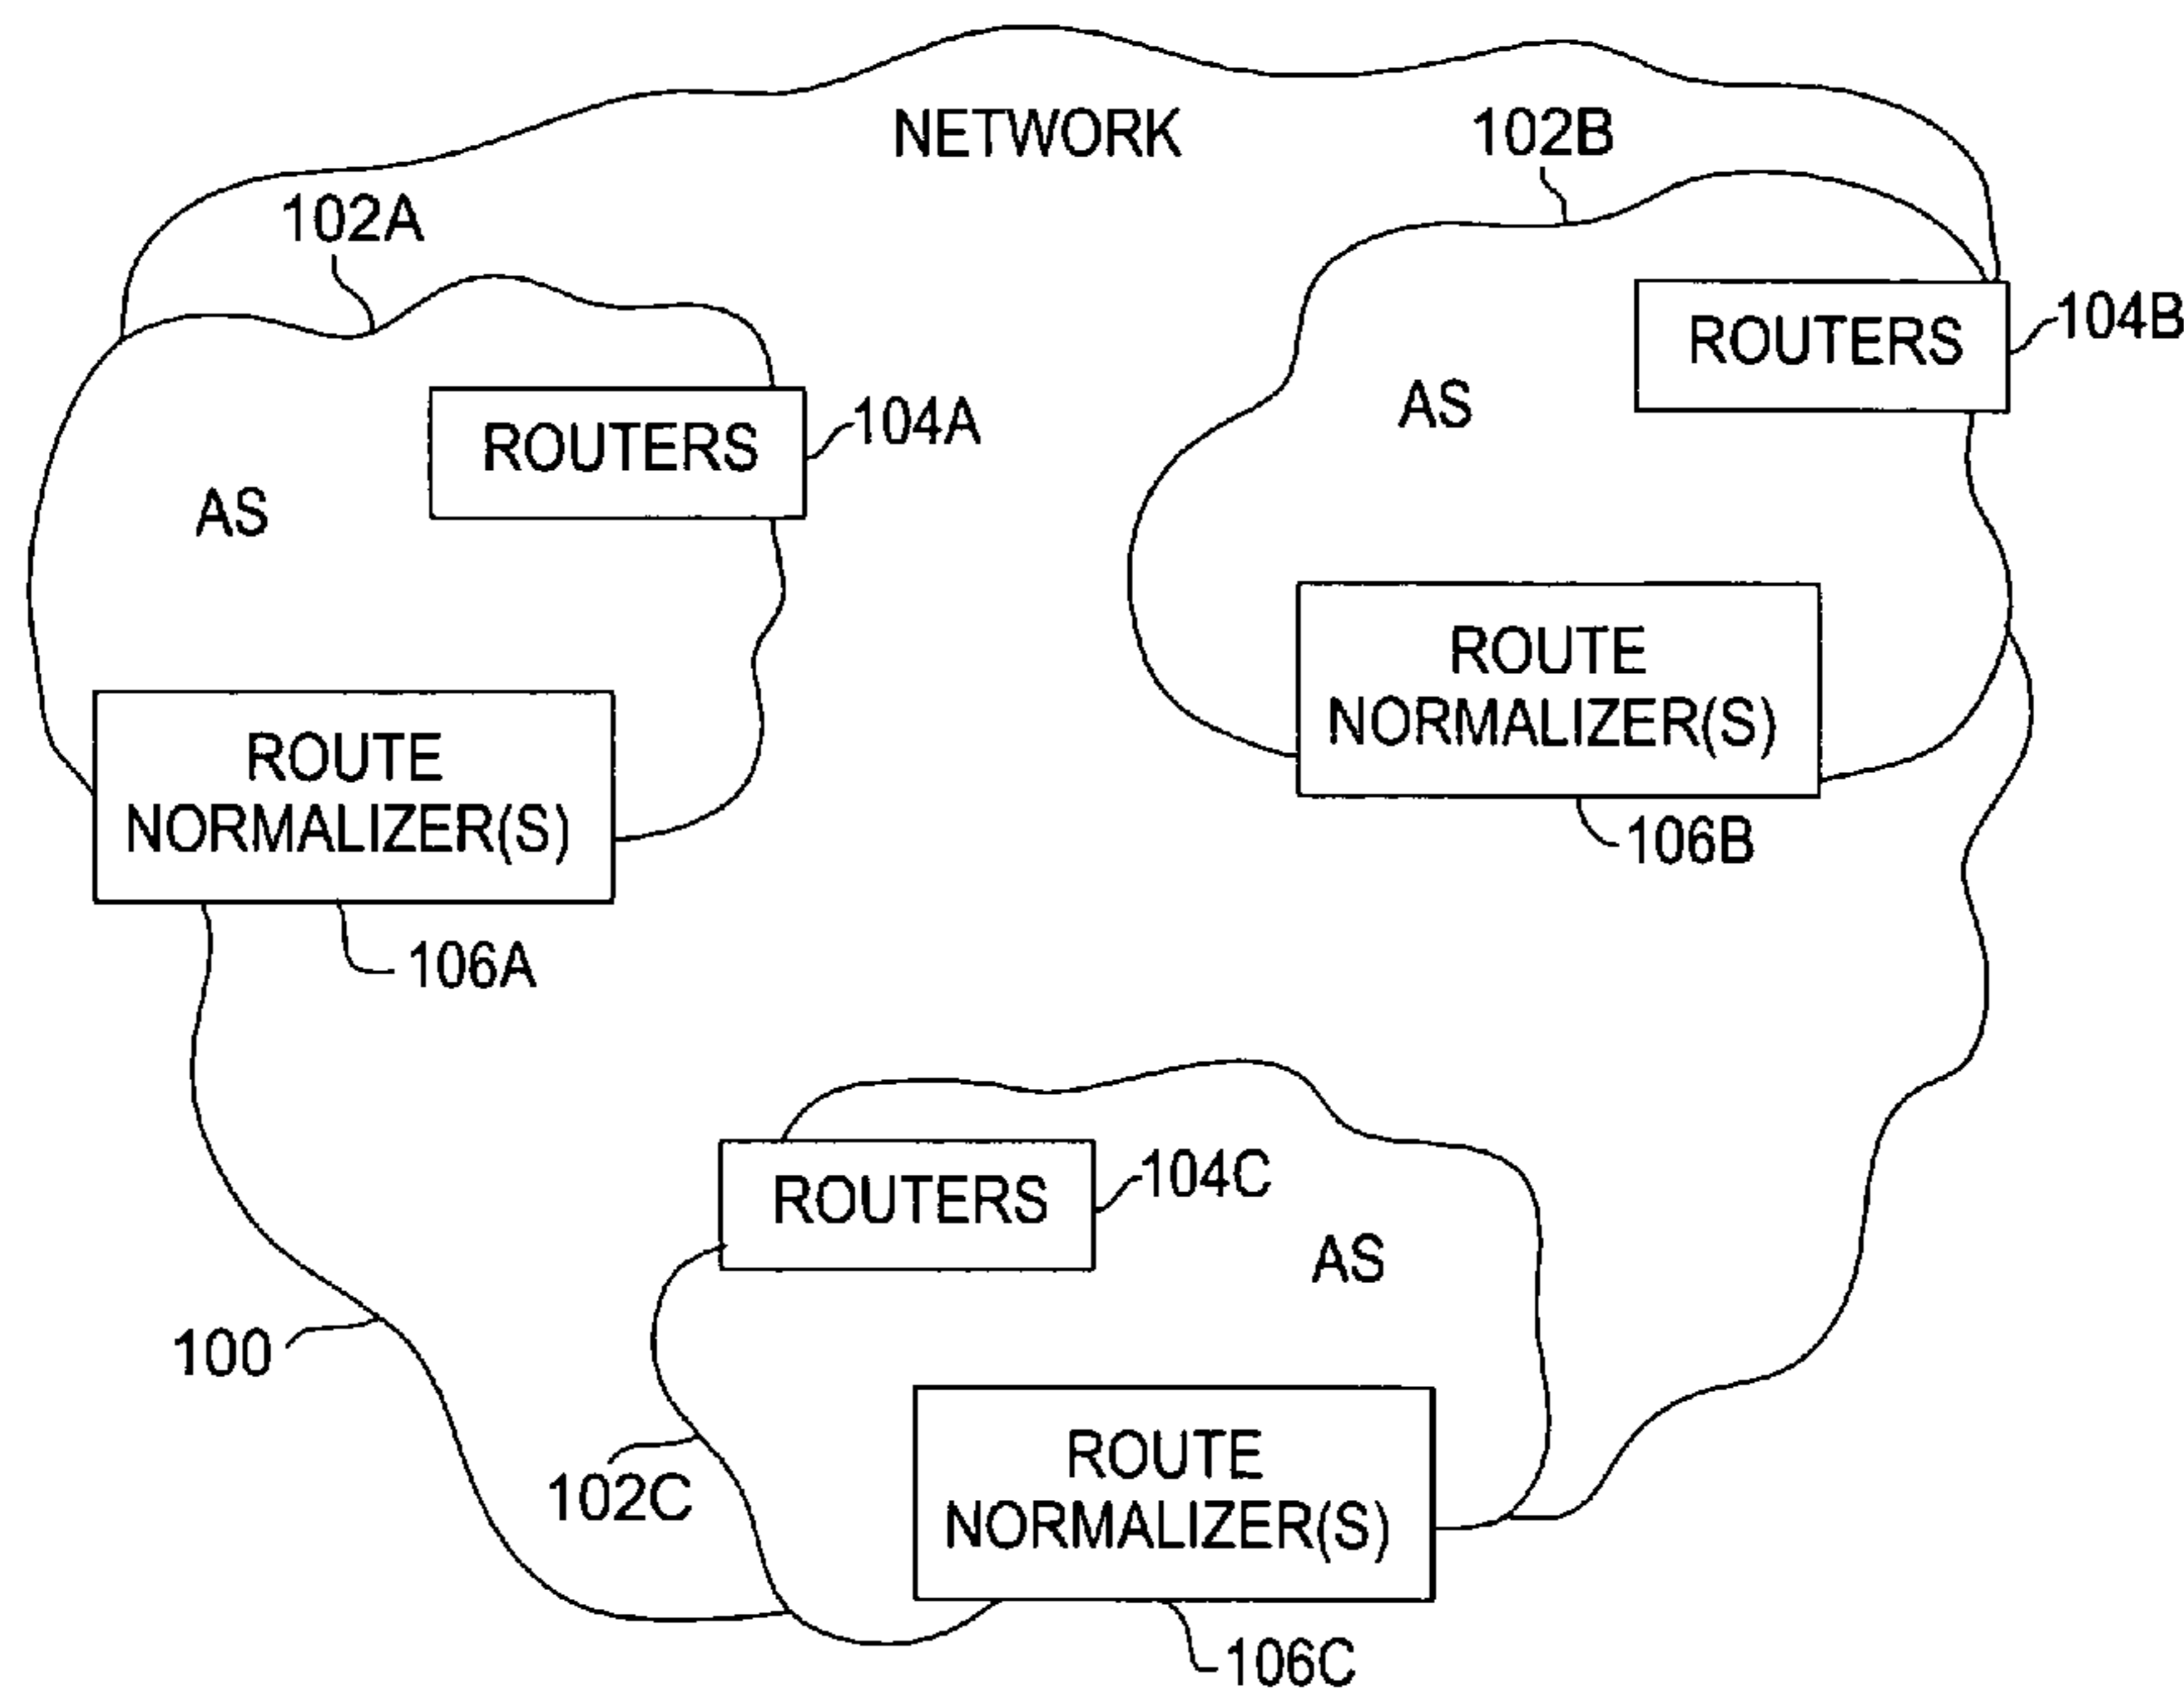 NETWORK
102B
102A
104B
ROUTERS
AS
104A
ROUTERS
AS
ROUTE
NORMALIZER(S)
ROUTE
NORMALIZER(S)
106B
106A
104C
ROUTERS
AS
100
ROUTE
102C
NORMALIZER(S)
106C